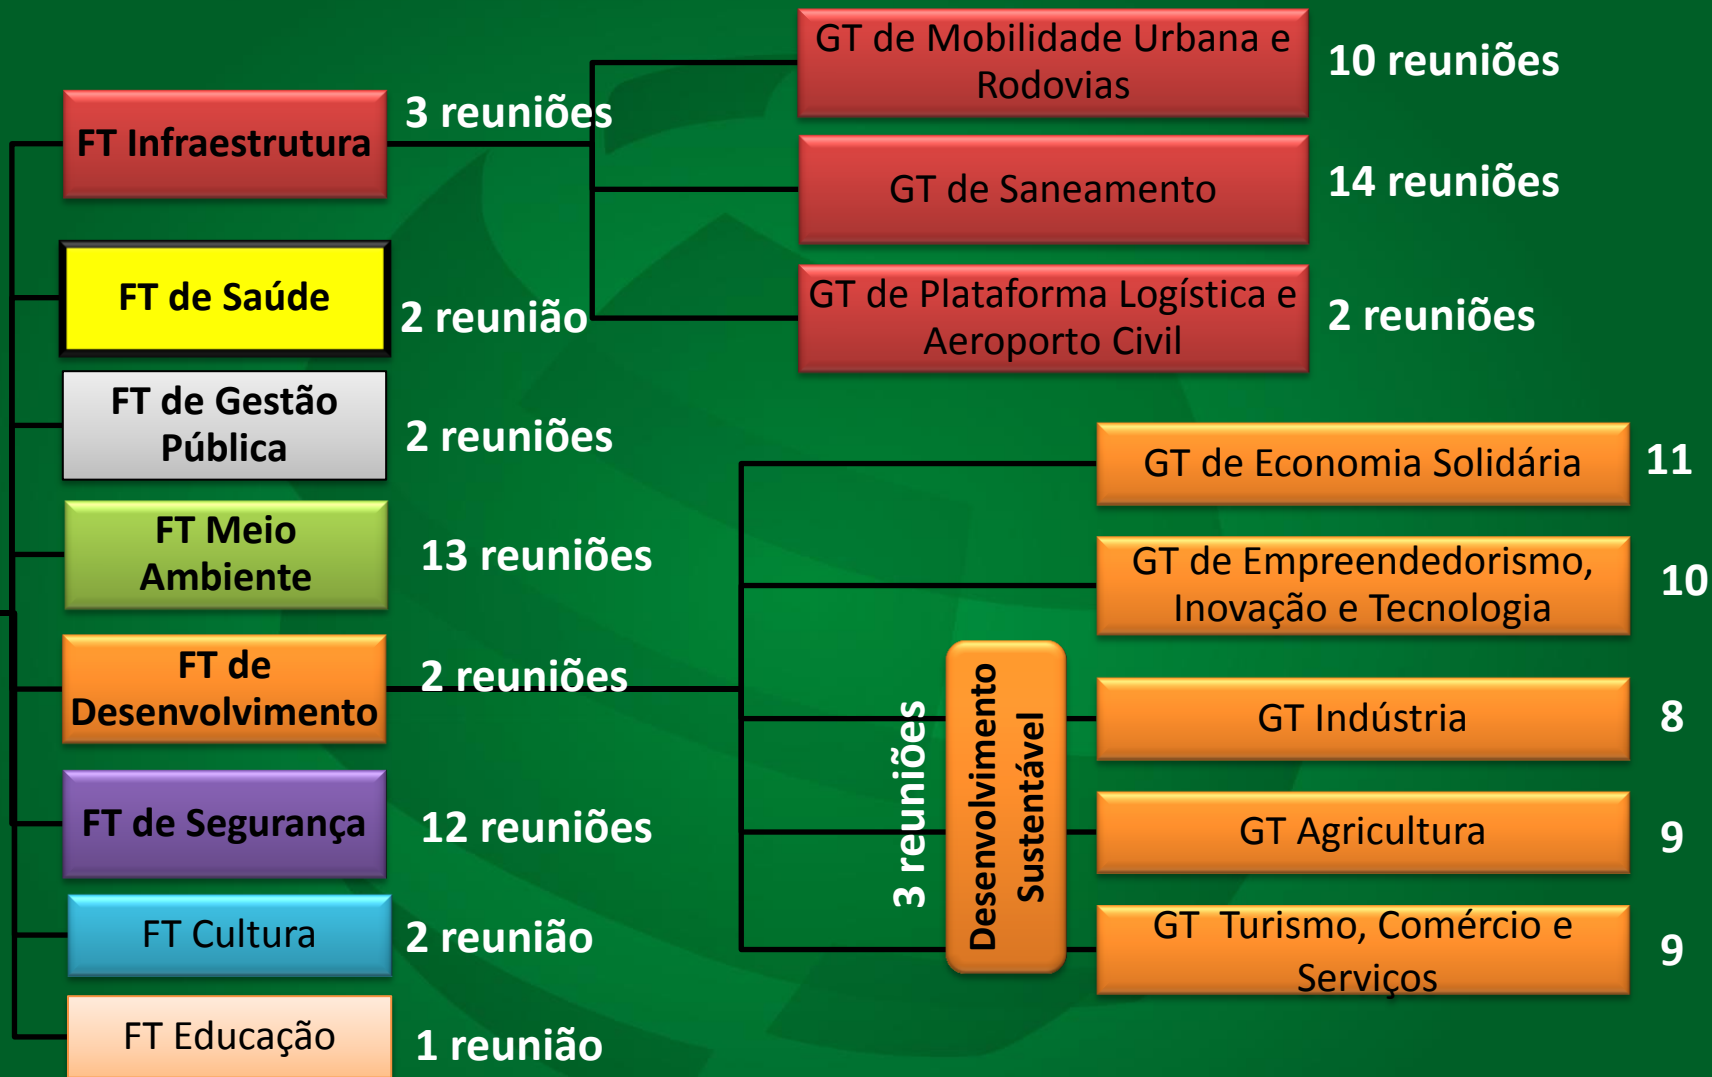 FT Infraestrutura
3 reuniões
GT de Mobilidade Urbana e
Rodovias
10 reuniões
GT de Saneamento
14 reuniões
GT de Plataforma Logística e
Aeroporto Civil
2 reuniões
FT de Saúde
2 reunião
FT de Gestão
Pública
2 reuniões
FT Meio
Ambiente
13 reuniões
FT de
Desenvolvimento
2 reuniões
GT de Economia Solidária
11
GT de Empreendedorismo,
Inovação e Tecnologia
10
3 reuniões
Desenvolvimento
Sustentável
GT Indústria
8
GT Agricultura
9
GT Turismo, Comércio e
Serviços
9
FT de Segurança
12 reuniões
FT Cultura
2 reunião
FT Educação
1 reunião